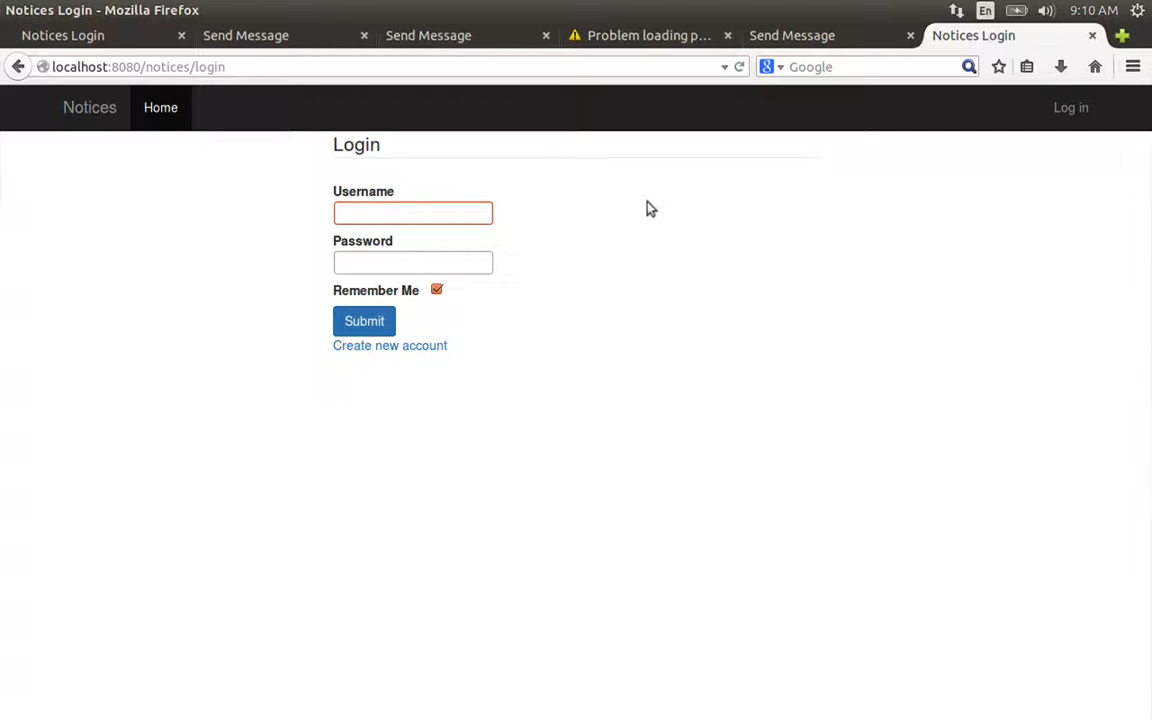 Notices Login - Mozilla Firefox
En
9:10 AM
Notices Login
Send Message
Send Message
Problem loading p...
Send Message
Notices Login
localhost:8080/notices/login
Google
Notices
Home
Log in
Login
Username
Password
Remember Me
Submit
Create new account